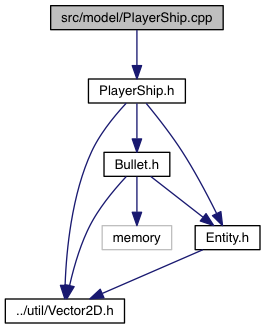 src/model/PlayerShip.cpp
PlayerShip.h
Bullet.h
memory
Entity.h
../util/Vector2D.h